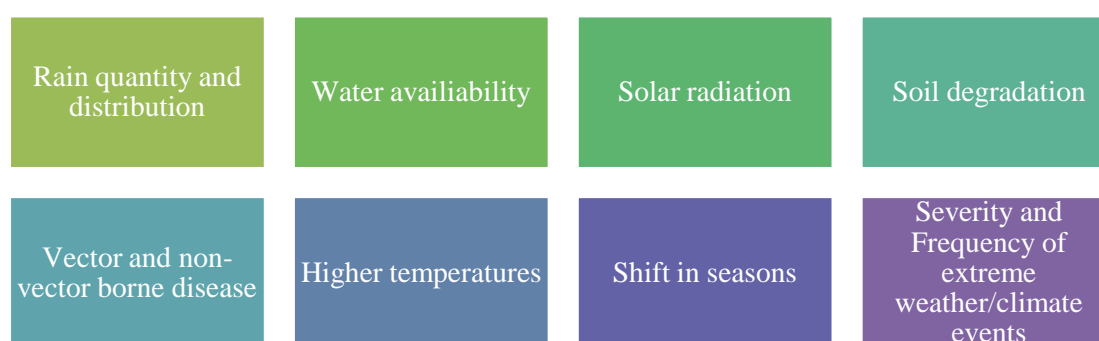 Rain quantity and
distribution
Water availiability
Solar radiation
Soil degradation
Vector and non-
vector borne disease
Higher temperatures
Shift in seasons
Severity and
Frequency of
extreme
weather/climate
events